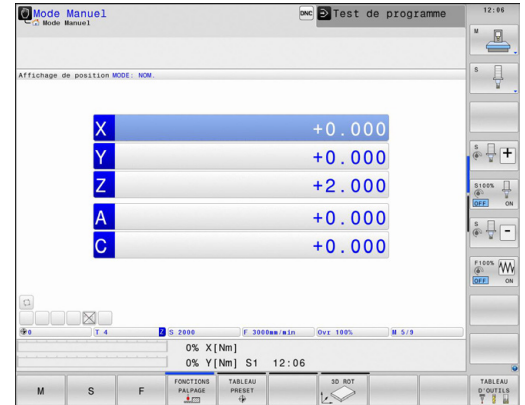 Mode Manuel
Mode Manuel
DNC
Test de programme
12:06
Affichage de position MODE: NOM.
M
S
X +0.000
Y +0.000
Z +2.000
A +0.000
C +0.000
S
S100%
OFF ON
S
F100%
OFF ON
0 T 4 Z S 2000 F 3000mm/min Ovr 100% M 5/9
0% X[Nm]
0% Y[Nm] S1 12:06
M
S
F
FONCTIONS PALPAGE
TABLEAU PRESET
3D ROT
TABLEAU D'OUTILS